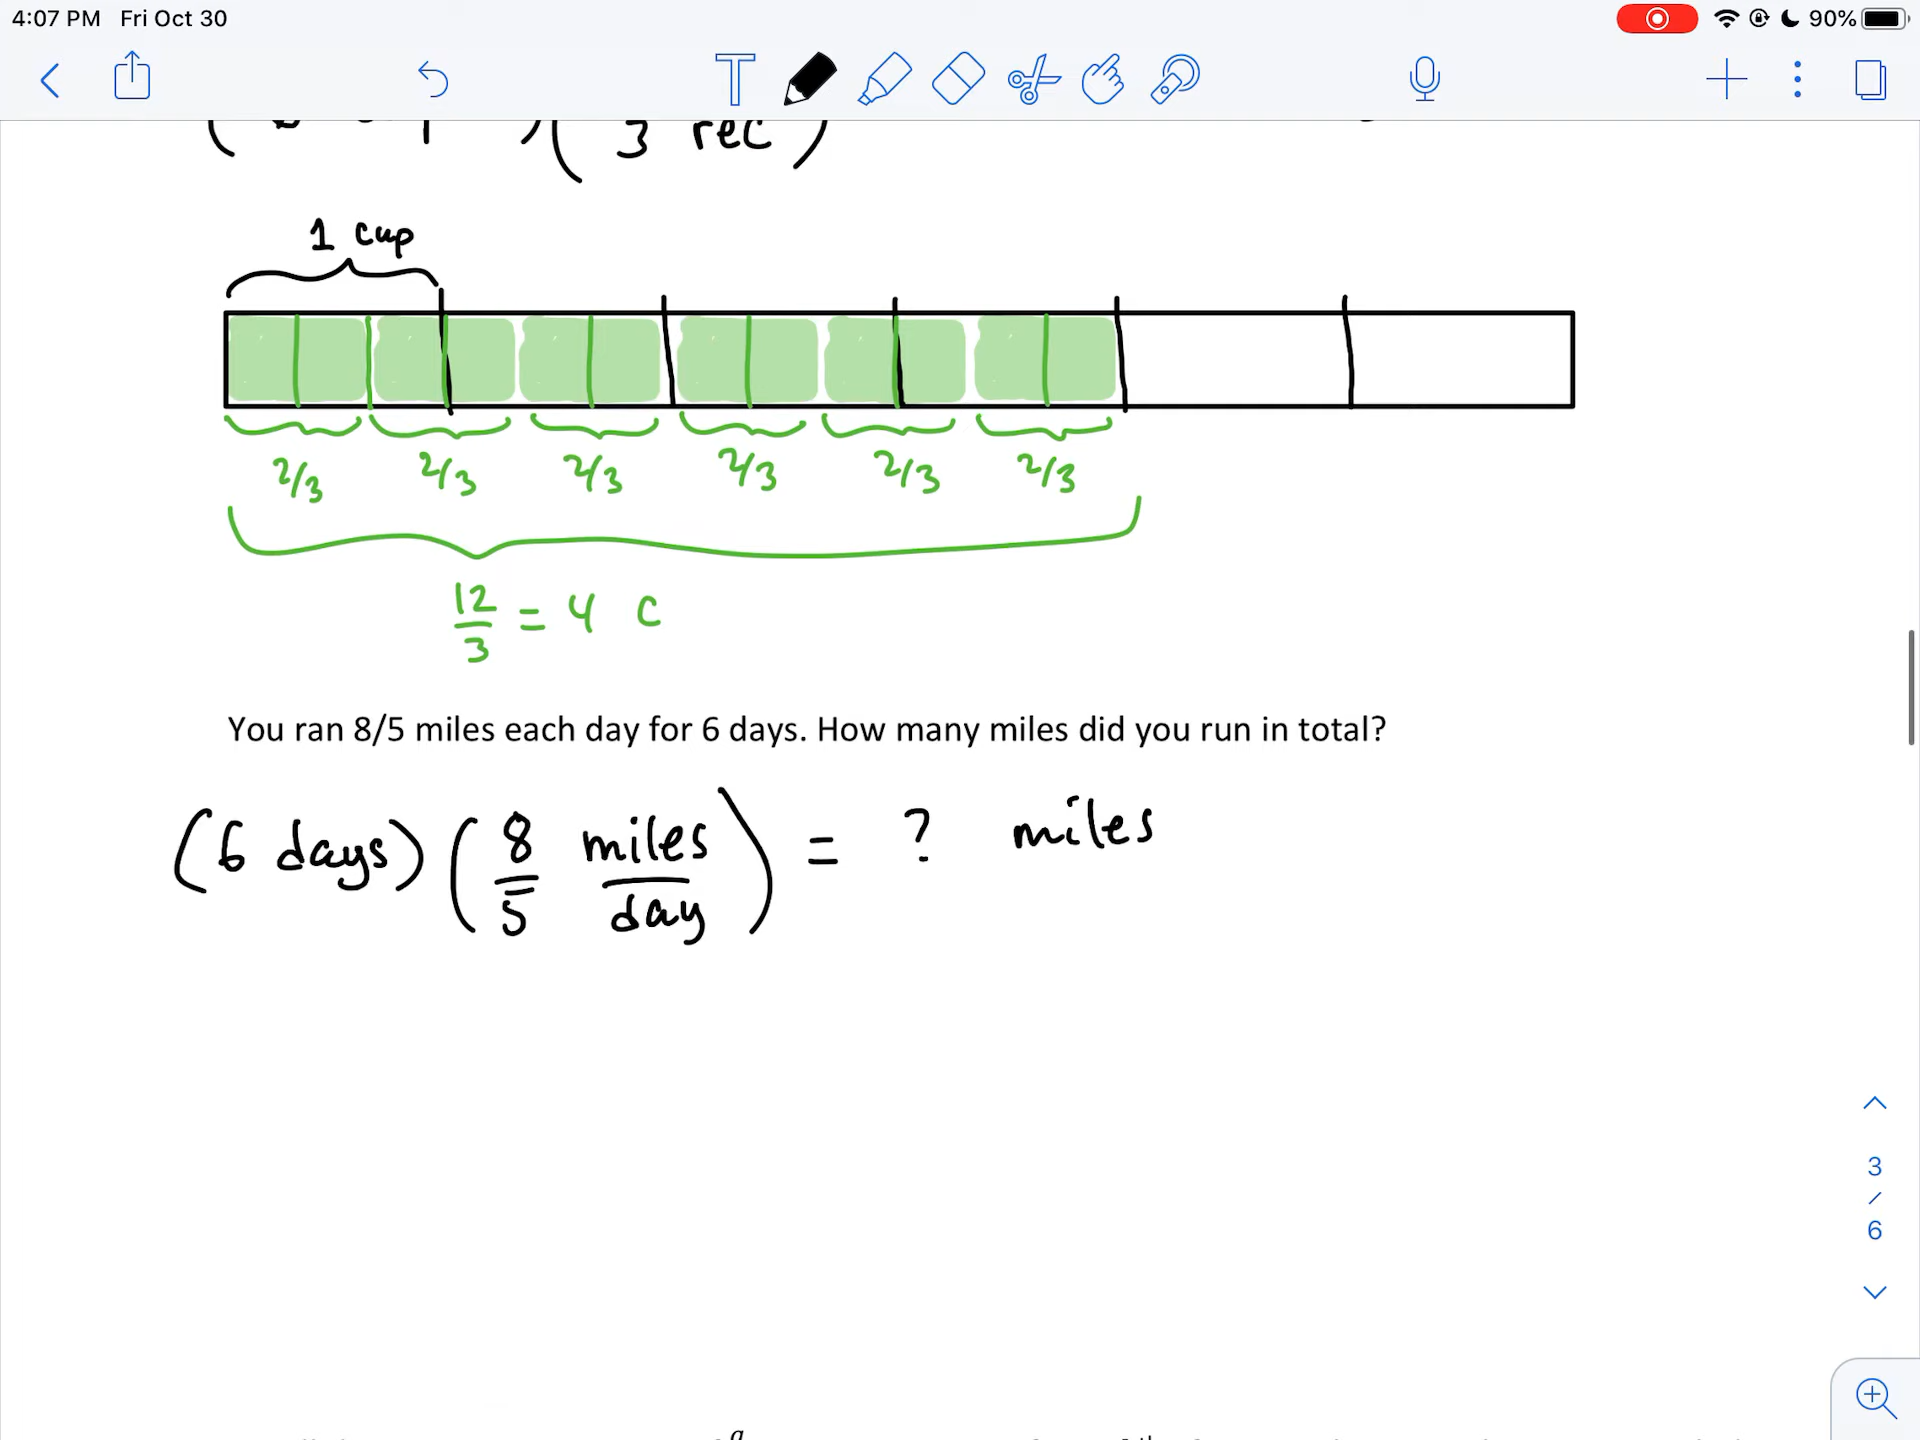 4:07 PM Fri Oct 30
90%
3 rec )
1 cup
2/3 2/3 2/3 2/3 2/3 2/3
12/3 = 4 c
You ran 8/5 miles each day for 6 days. How many miles did you run in total?
(6 days) (8/5 miles/day) = ? miles
3
/
6